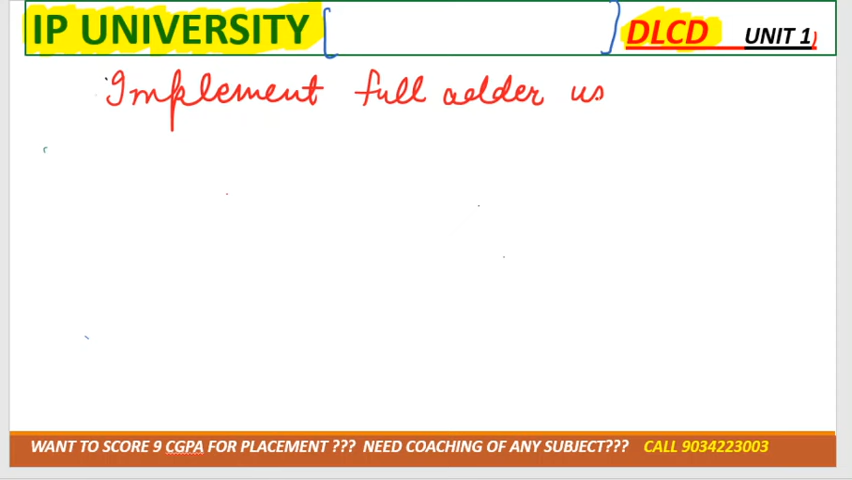 IP UNIVERSITY [ ] DLCD UNIT 1)
Implement full adder us
WANT TO SCORE 9 CGPA FOR PLACEMENT ??? NEED COACHING OF ANY SUBJECT??? CALL 9034223003